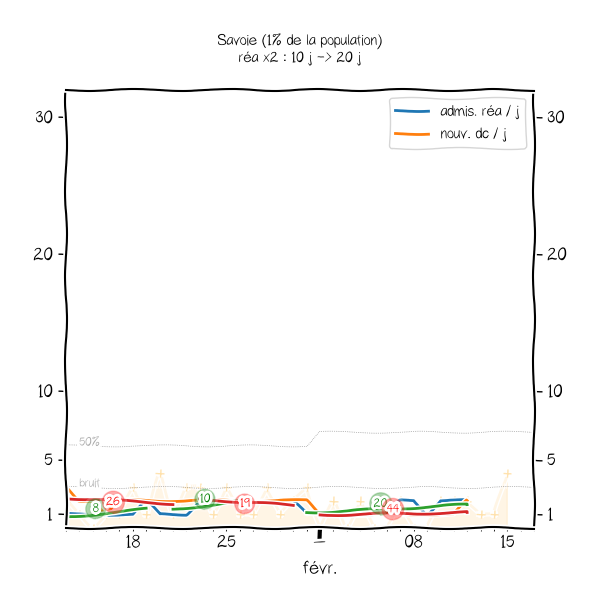 Savoie (1% de la population)
réa x2 : 10 j -> 20 j
admis. réa / j
nouv. dc / j
30 30
20 20
10 10
50%
5 5
bruit
8 26 10 19 20 44
1 1
18 25 1 08 15
févr.